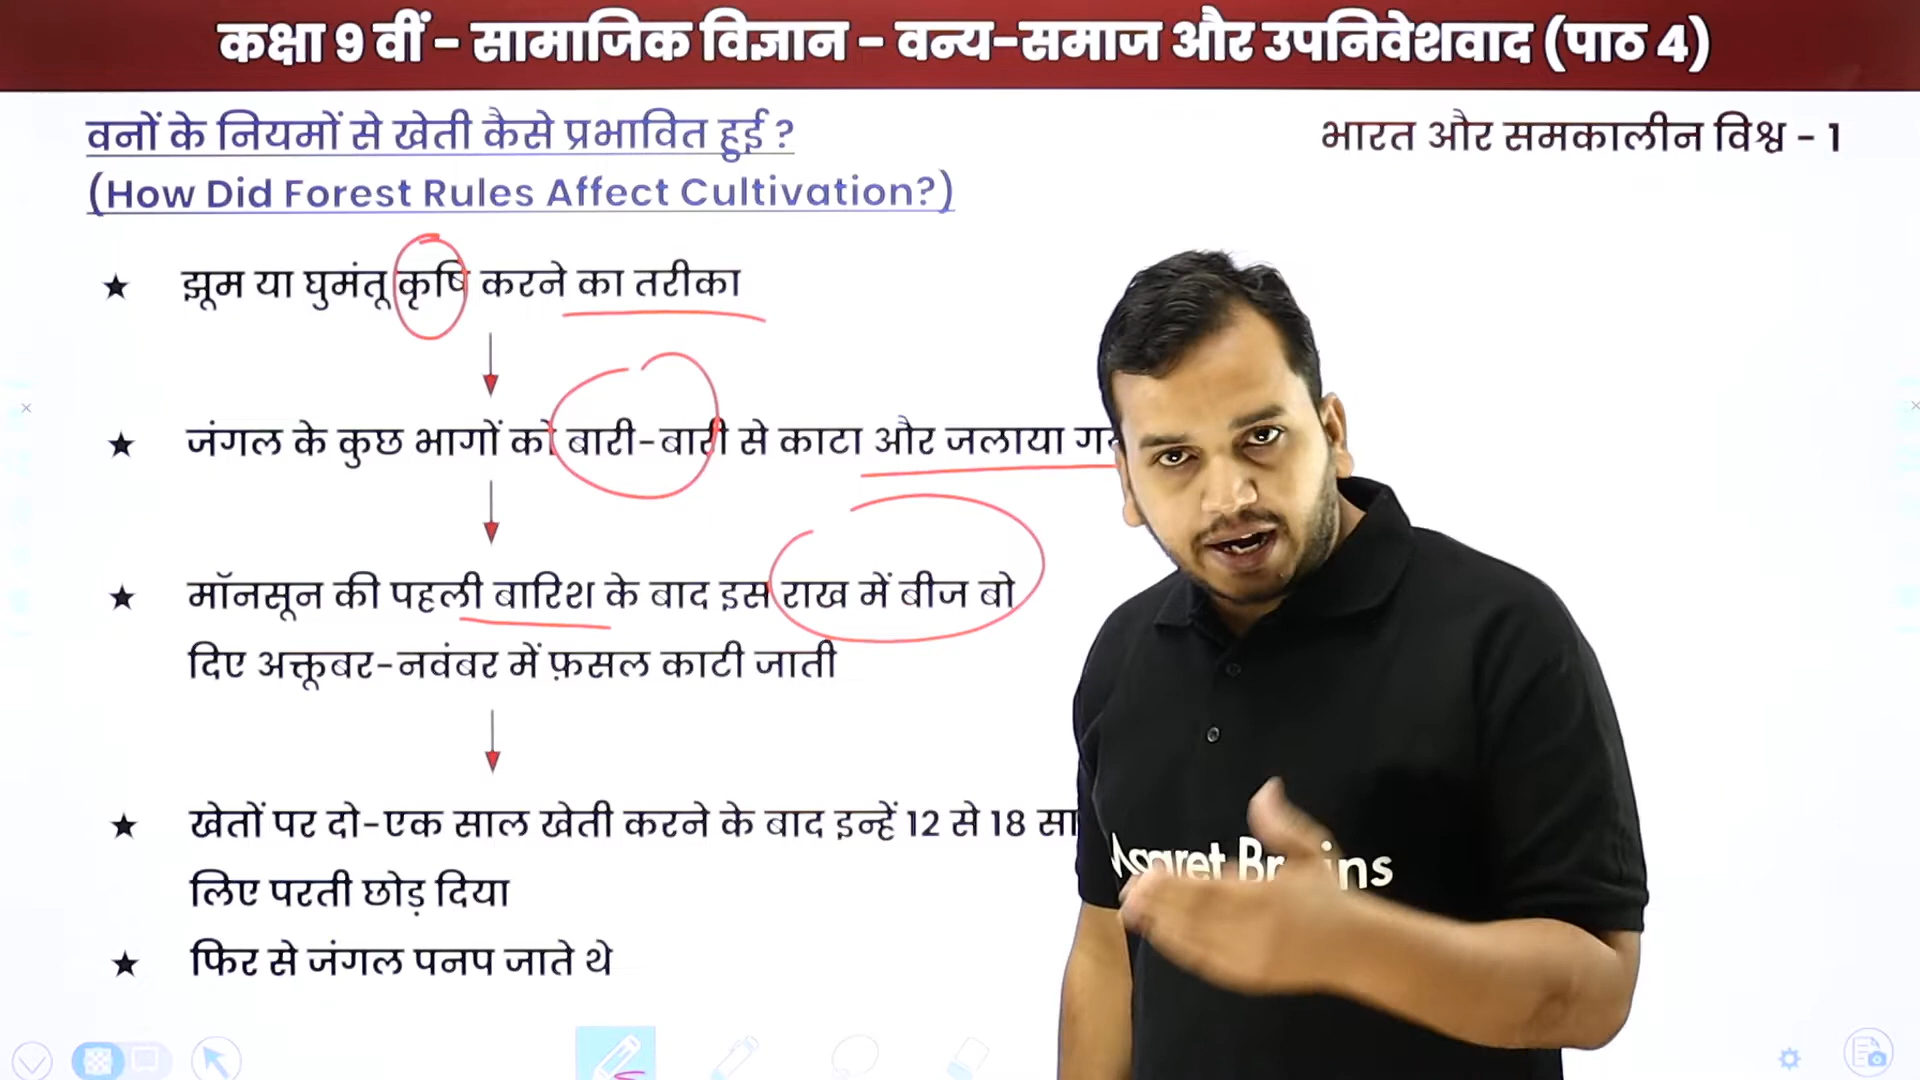 कक्षा 9 वीं - सामाजिक विज्ञान - वन्य-समाज और उपनिवेशवाद (पाठ 4)
वनों के नियमों से खेती कैसे प्रभावित हुई ?
भारत और समकालीन विश्व - 1
(How Did Forest Rules Affect Cultivation?)
★ झूम या घुमंतू कृषि करने का तरीका
★ जंगल के कुछ भागों को बारी-बारी से काटा और जलाया
★ मॉनसून की पहली बारिश के बाद इस राख में बीज बो
दिए अक्तूबर-नवंबर में फ़सल काटी जाती
★ खेतों पर दो-एक साल खेती करने के बाद इन्हें 12 से 18
लिए परती छोड़ दिया
★ फिर से जंगल पनप जाते थे